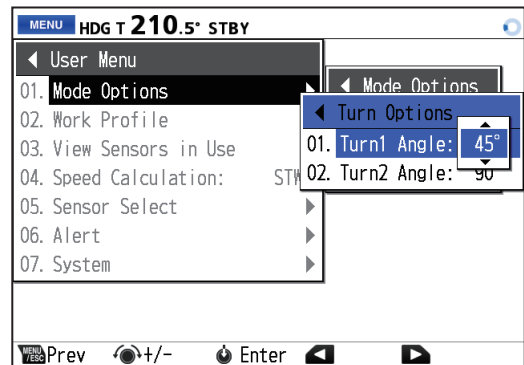 MENU HDG T 210.5° STBY
User Menu
01. Mode Options
02. Work Profile
03. View Sensors in Use
04. Speed Calculation: STW
05. Sensor Select
06. Alert
07. System
Mode Options
Turn Options
01. Turn1 Angle: 45°
02. Turn2 Angle: 90°
MENU/ESC Prev +/- Enter